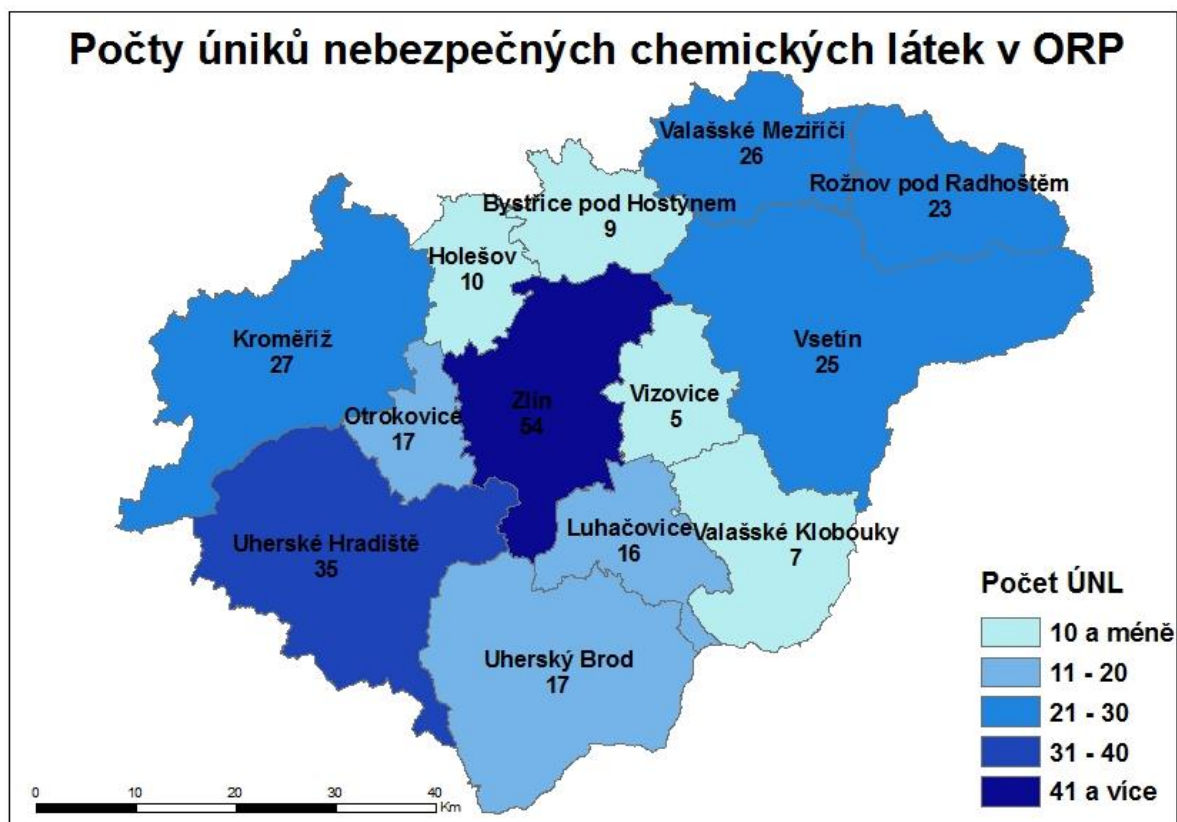 Počty úniků nebezpečných chemických látek v ORP
Valašské Meziříčí
26
Rožnov pod Radhoštěm
23
Bystřice pod Hostýnem
9
Holešov
10
Kroměříž
27
Vsetín
25
Zlín
54
Vizovice
5
Otrokovice
17
Luhačovice
16
Valašské Klobouky
7
Uherské Hradiště
35
Uherský Brod
17
Počet ÚNL
10 a méně
11 - 20
21 - 30
31 - 40
41 a více
0 10 20 30 40
Km